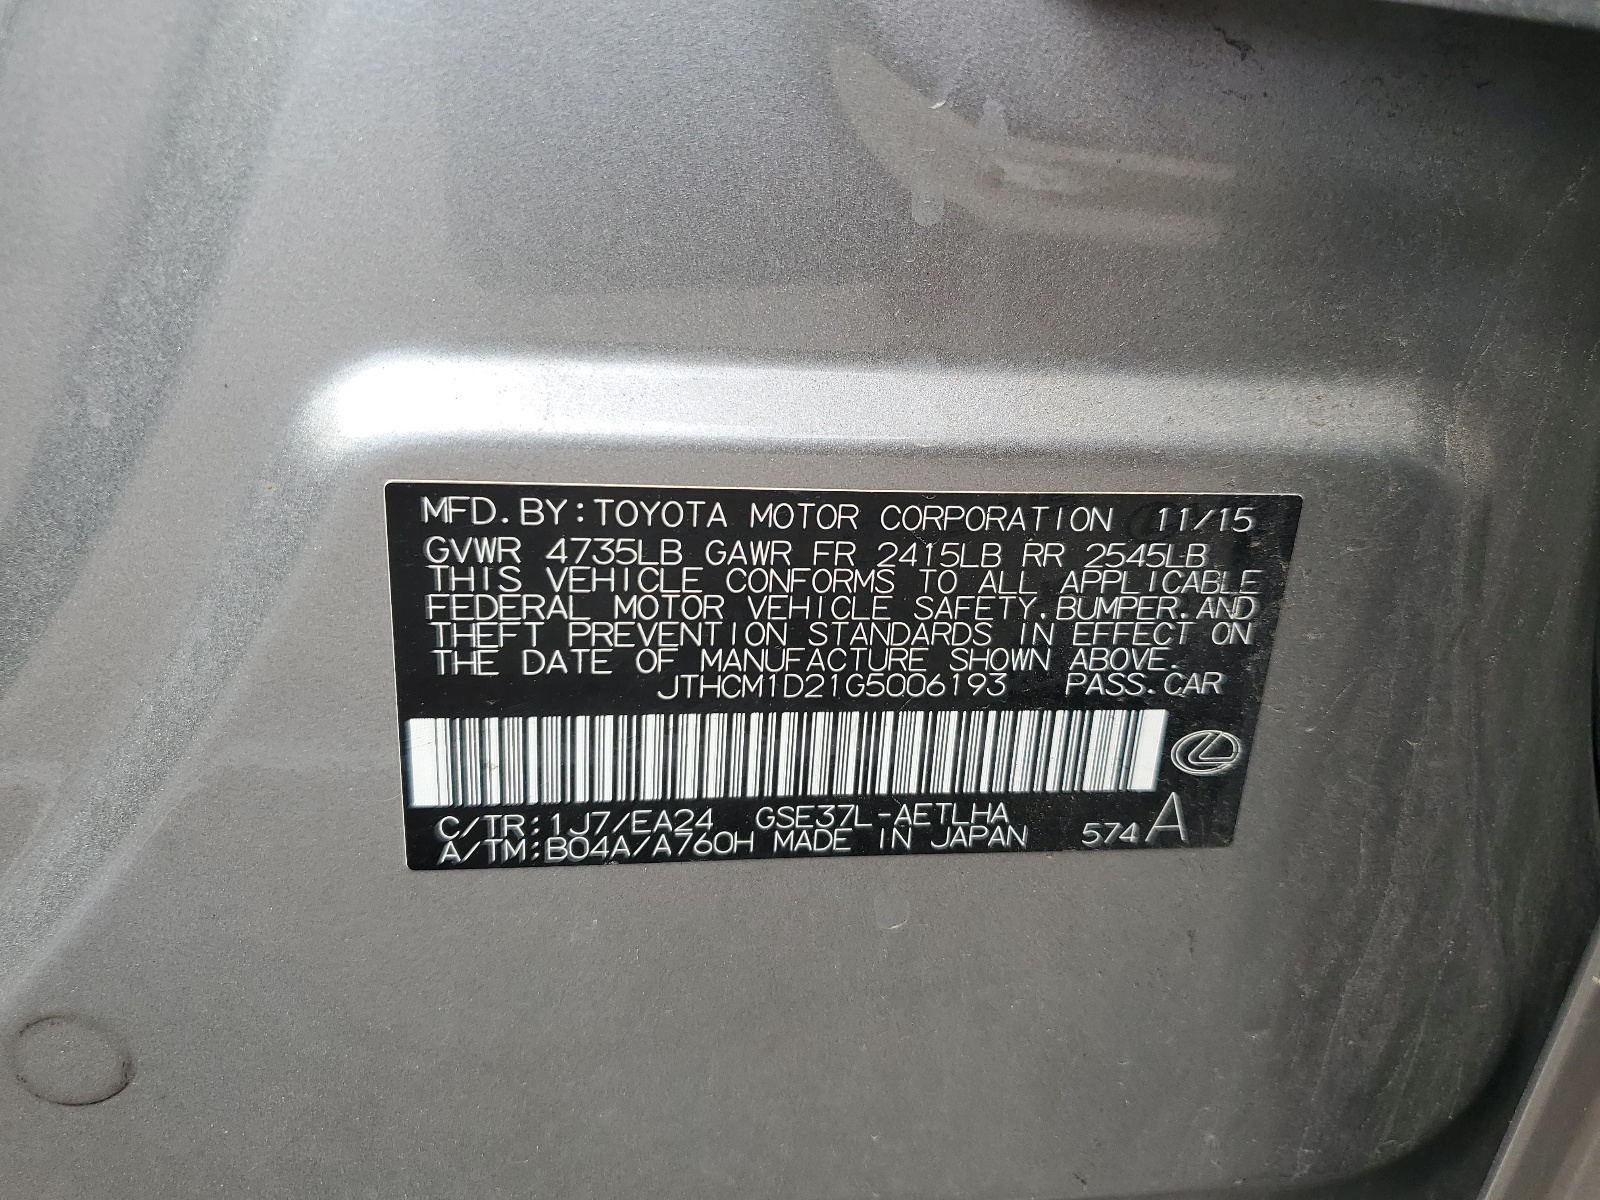 MFD. BY: TOYOTA MOTOR CORPORATION 11/15
GVWR 4735LB GAWR FR 2415LB RR 2545LB
THIS VEHICLE CONFORMS TO ALL APPLICABLE
FEDERAL MOTOR VEHICLE SAFETY, BUMPER, AND
THEFT PREVENTION STANDARDS IN EFFECT ON
THE DATE OF MANUFACTURE SHOWN ABOVE.
JTHCM1D21G5006193 PASS. CAR
C/TR: 1J7/EA24 GSE37L-AETLHA
A/TM: B04A/A760H MADE IN JAPAN 574 A